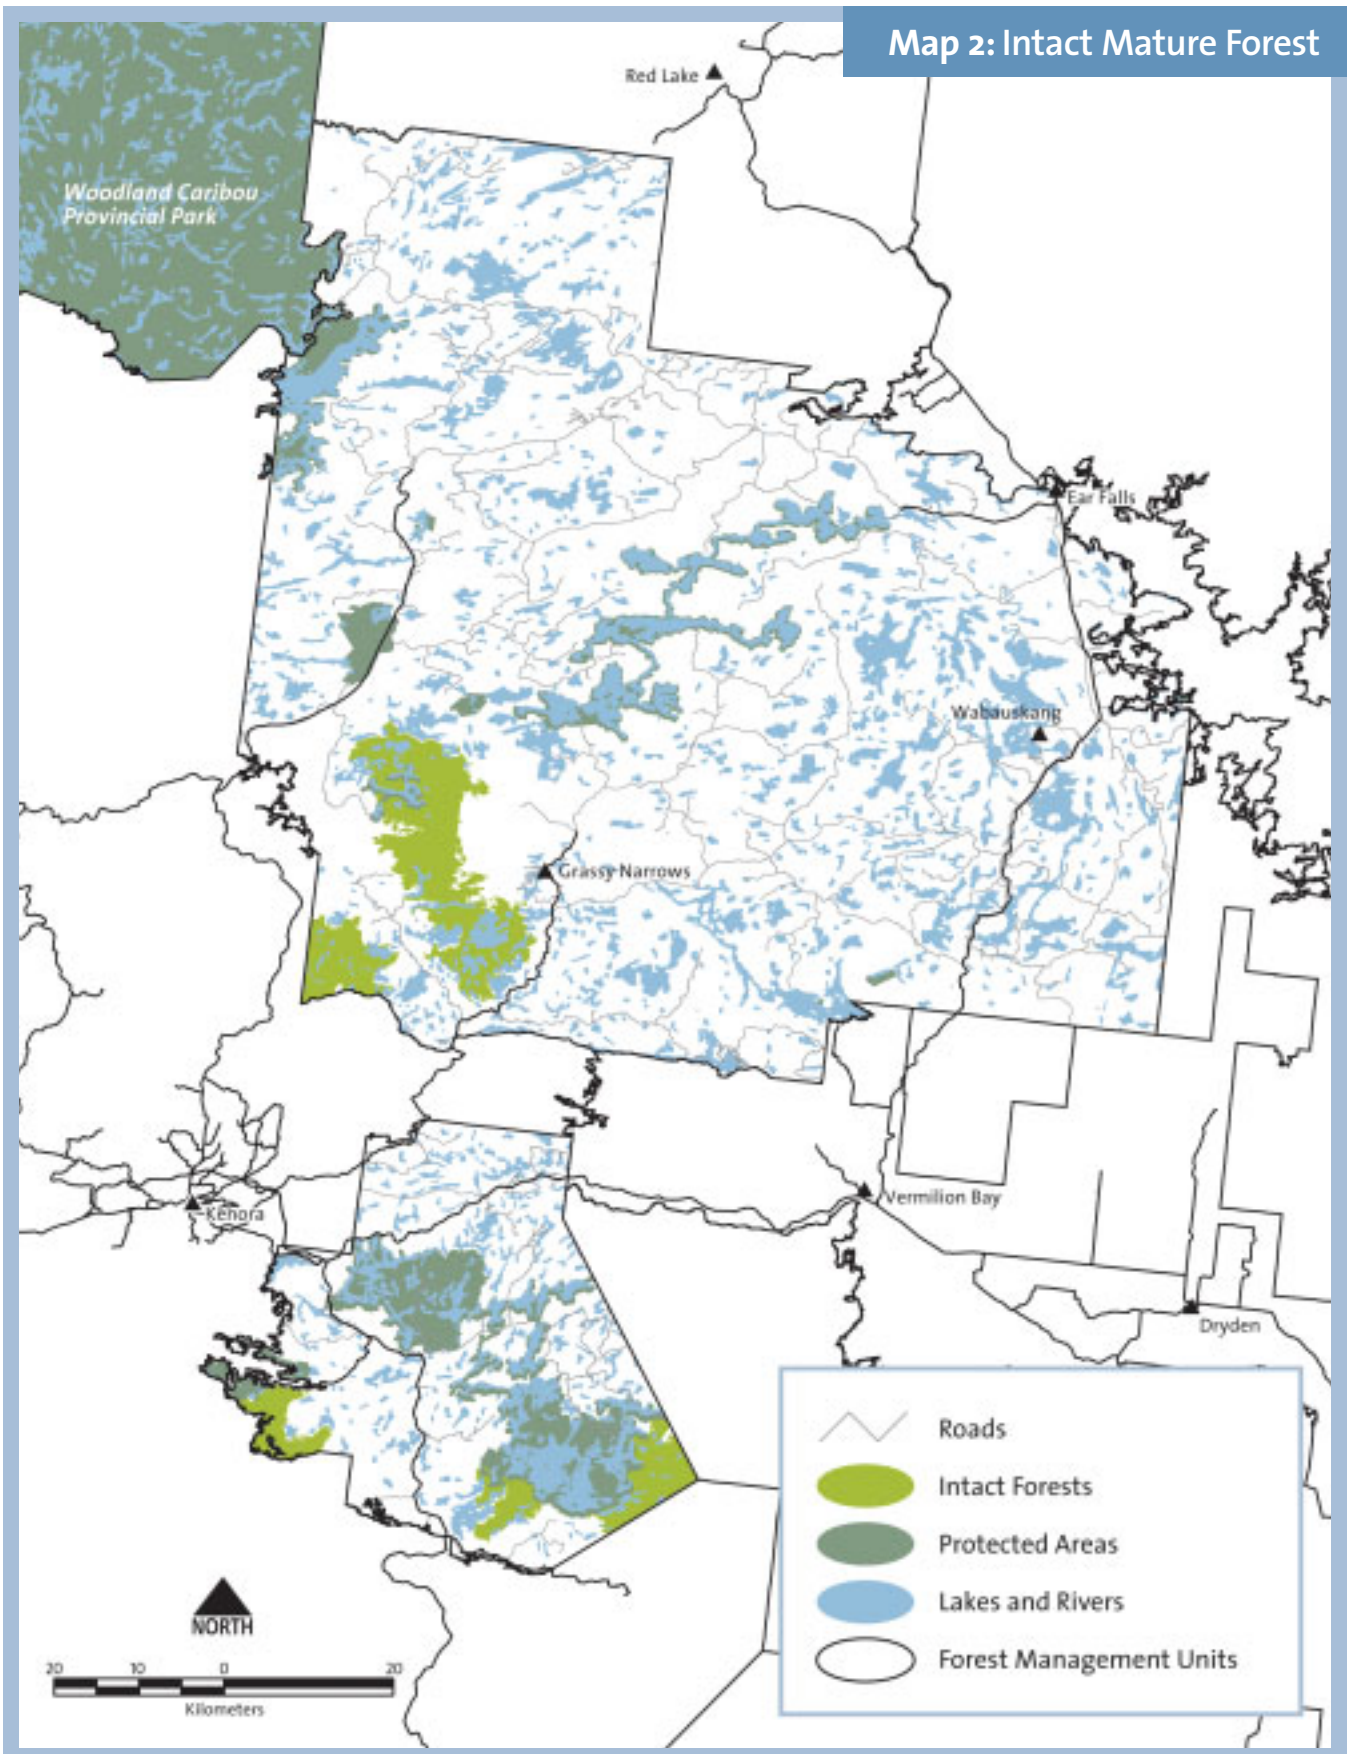 Map 2: Intact Mature Forest
Red Lake
Woodland Caribou
Provincial Park
Ear Falls
Wabauskang
Grassy Narrows
Vermilion Bay
Kenora
Dryden
Roads
Intact Forests
Protected Areas
Lakes and Rivers
Forest Management Units
NORTH
20 10 0 20
Kilometers